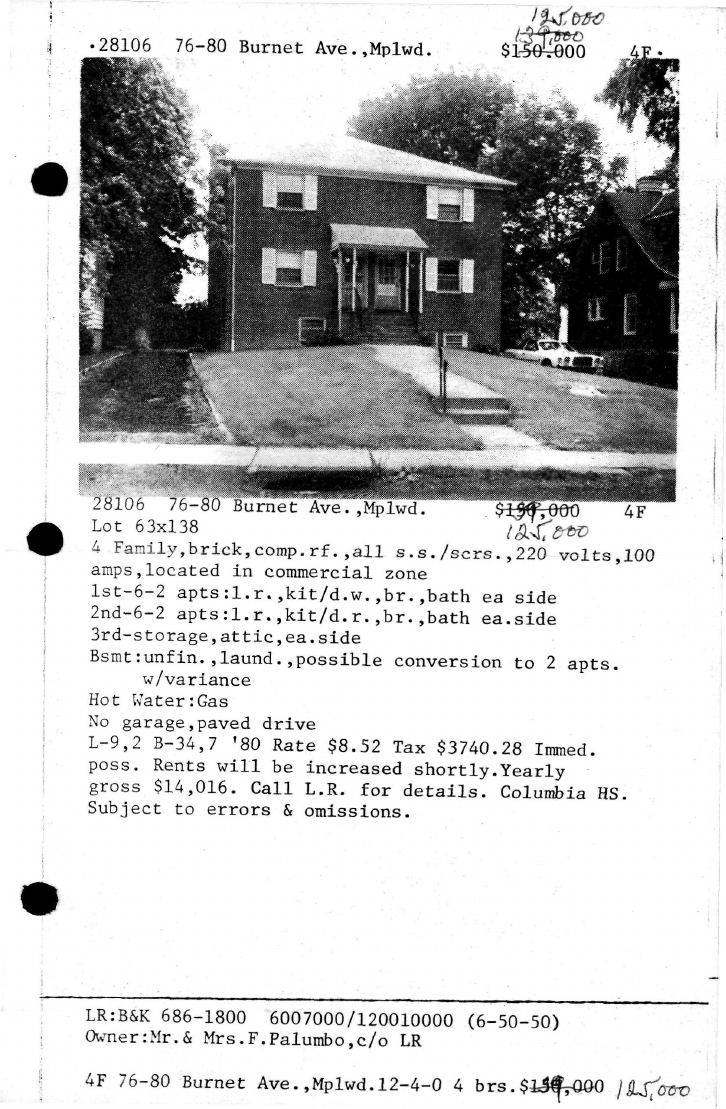 125,000
139,000
·28106 76-80 Burnet Ave.,Mplwd. $150.000 4F·
28106 76-80 Burnet Ave.,Mplwd. $139,000 4F
Lot 63x138 125,000
4 Family,brick,comp.rf.,all s.s./scrs.,220 volts,100
amps,located in commercial zone
1st-6-2 apts:l.r.,kit/d.w.,br.,bath ea side
2nd-6-2 apts:l.r.,kit/d.r.,br.,bath ea.side
3rd-storage,attic,ea.side
Bsmt:unfin.,laund.,possible conversion to 2 apts.
w/variance
Hot Water:Gas
No garage,paved drive
L-9,2 B-34,7 '80 Rate $8.52 Tax $3740.28 Immed.
poss. Rents will be increased shortly.Yearly
gross $14,016. Call L.R. for details. Columbia HS.
Subject to errors & omissions.
LR:B&K 686-1800 6007000/120010000 (6-50-50)
Owner:Mr.& Mrs.F.Palumbo,c/o LR
4F 76-80 Burnet Ave.,Mplwd.12-4-0 4 brs.$139,000 125,000